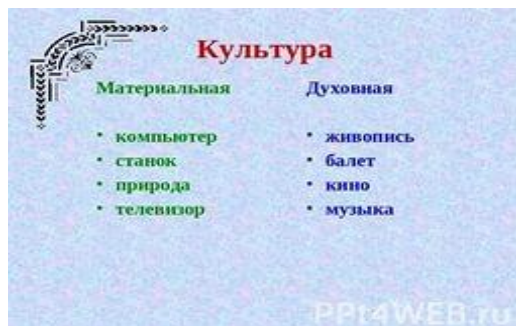 Культура
Материальная
компьютер
станок
природа
телевизор
Духовная
живопись
балет
кино
музыка
PPt4WEB.ru